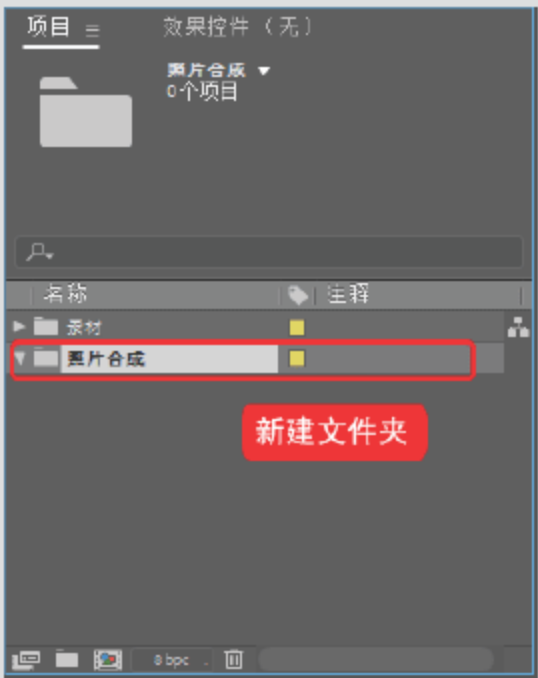 项目
效果控件（无）
照片合成
0个项目
名称
注释
素材
照片合成
新建文件夹
8 bpc